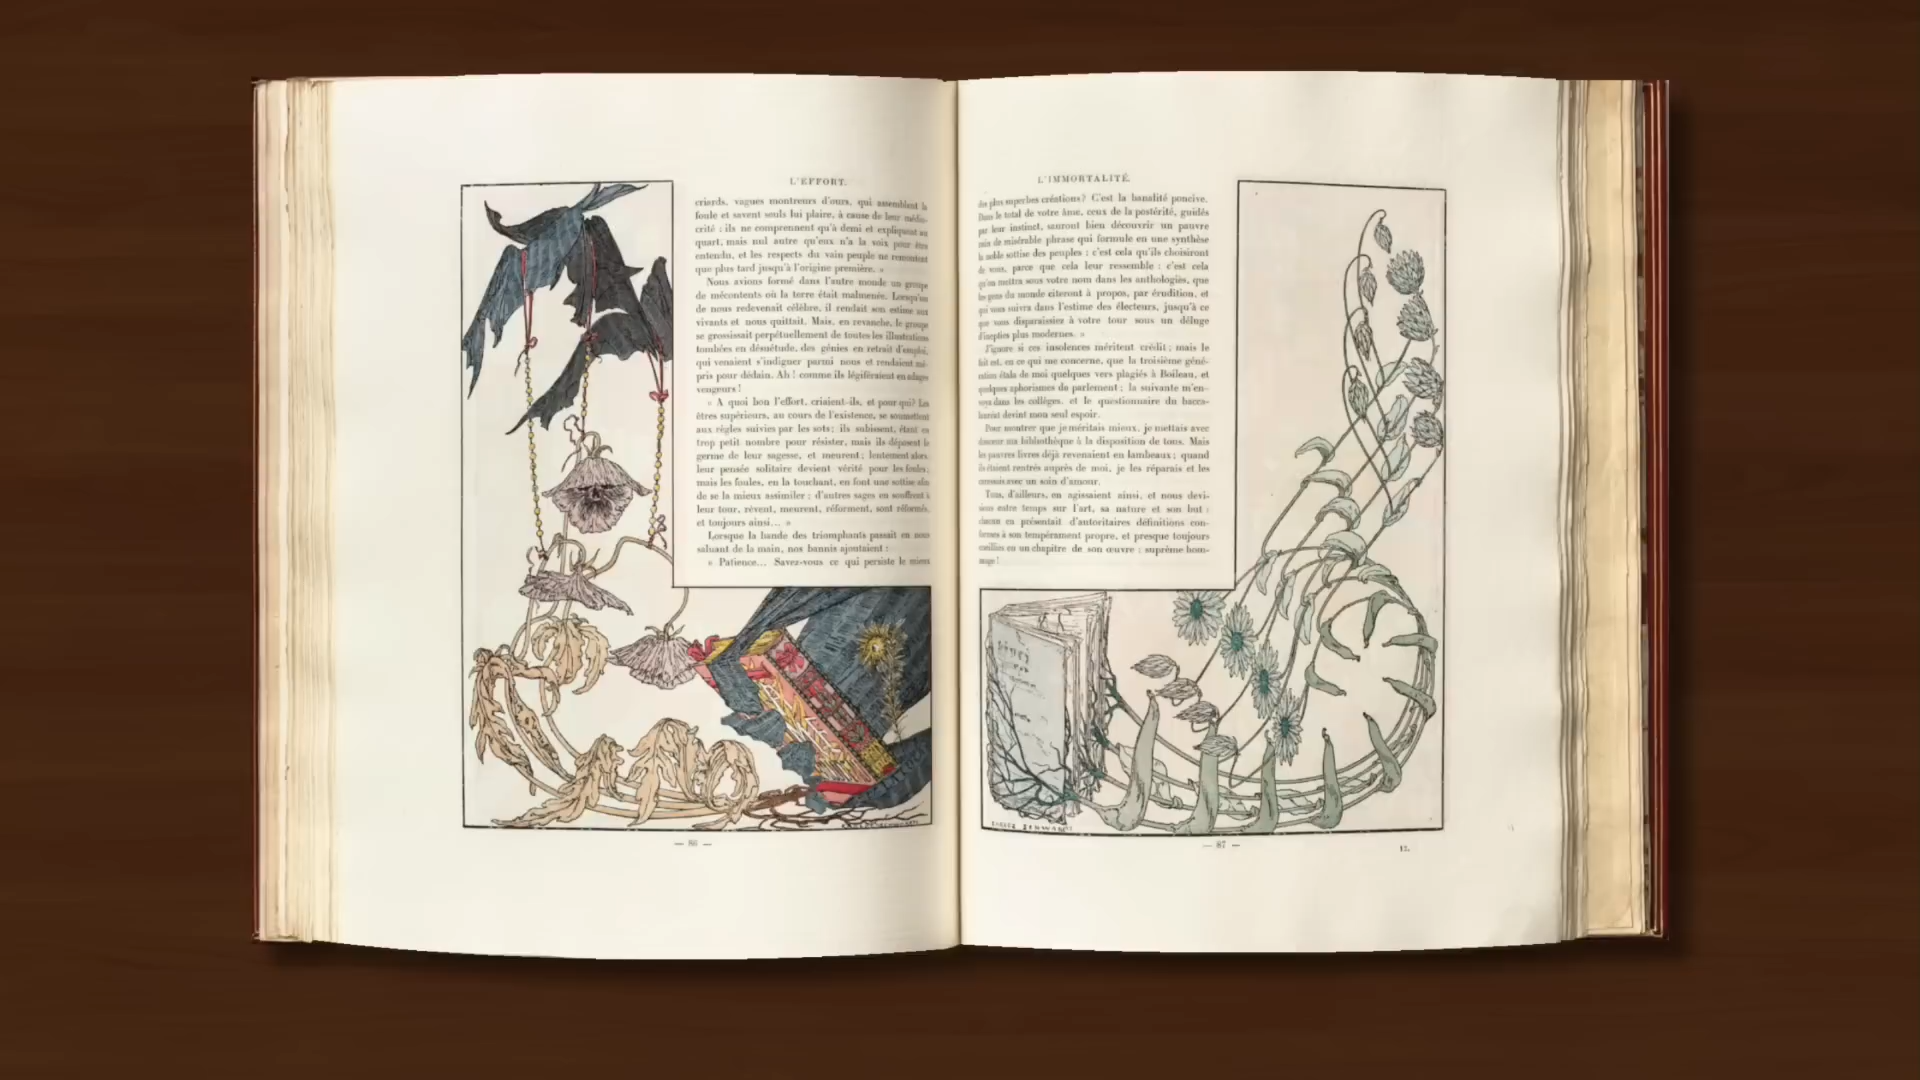 L'EFFORT.
criards, vagues montreurs d'ours, qui assemblent la
foule et savent seuls lui plaire, à cause de leur médio-
crité : ils ne comprennent qu'à demi et expliquent au
quart, mais nul autre qu'eux n'a la voix pour être
entendu, et les respects du vain peuple ne remontent
que plus tard jusqu'à l'origine première. »
Nous avions formé dans l'autre monde un groupe
de mécontents où la terre était malmenée. Lorsqu'un
de nous redevenait célèbre, il rendait son estime aux
vivants et nous quittait. Mais, en revanche, le groupe
se grossissait perpétuellement de toutes les illustrations
tombées en désuétude, des génies en retrait d'emploi,
qui venaient s'indigner parmi nous et rendaient mé-
pris pour dédain. Ah ! comme ils légiféraient en adages
vengeurs !
« A quoi bon l'effort, criaient-ils, et pour qui? Les
êtres supérieurs, au cours de l'existence, se soumettent
aux règles suivies par les sots; ils subissent, étant en
trop petit nombre pour résister, mais ils déposent le
germe de leur sagesse, et meurent; lentement alors
leur pensée solitaire devient vérité pour les foules;
mais les foules, en la touchant, en font une sottise afin
de se la mieux assimiler; d'autres sages en souffrent à
leur tour, rêvent, meurent, réforment, sont réformés,
et toujours ainsi... »
Lorsque la bande des triomphants passait en nous
saluant de la main, nos bannis ajoutaient :
« Patience... Savez-vous ce qui persiste le mieux
— 86 —
L'IMMORTALITÉ.
des plus superbes créations? C'est la banalité poncive.
Dans le total de votre âme, ceux de la postérité, guidés
par leur instinct, sauront bien découvrir un pauvre
coin de misérable phrase qui formule en une synthèse
la noble sottise des peuples : c'est cela qu'ils choisiront
de vous, parce que cela leur ressemble : c'est cela
qu'on mettra sous votre nom dans les anthologies, que
les gens du monde citeront à propos, par érudition, et
qui vous suivra dans l'estime des électeurs, jusqu'à ce
que vous disparaissiez à votre tour sous un déluge
d'inepties plus modernes. »
J'ignore si ces insolences méritent crédit; mais le
fait est, en ce qui me concerne, que la troisième géné-
ration étala de moi quelques vers plagiés à Boileau, et
quelques aphorismes de parlement; la suivante m'en-
voya dans les collèges, et le questionnaire du bacca-
lauréat devint mon seul espoir.
Pour montrer que je méritais mieux, je mettais avec
douceur ma bibliothèque à la disposition de tous. Mais
les pauvres livres déjà revenaient en lambeaux; quand
ils étaient rentrés auprès de moi, je les réparais et les
caressais avec un soin d'amour.
Tous, d'ailleurs, en agissaient ainsi, et nous devi-
sions entre temps sur l'art, sa nature et son but :
chacun en présentait d'autoritaires définitions con-
formes à son tempérament propre, et presque toujours
cueillies en un chapitre de son œuvre : suprême hom-
mage !
— 87 —
12.